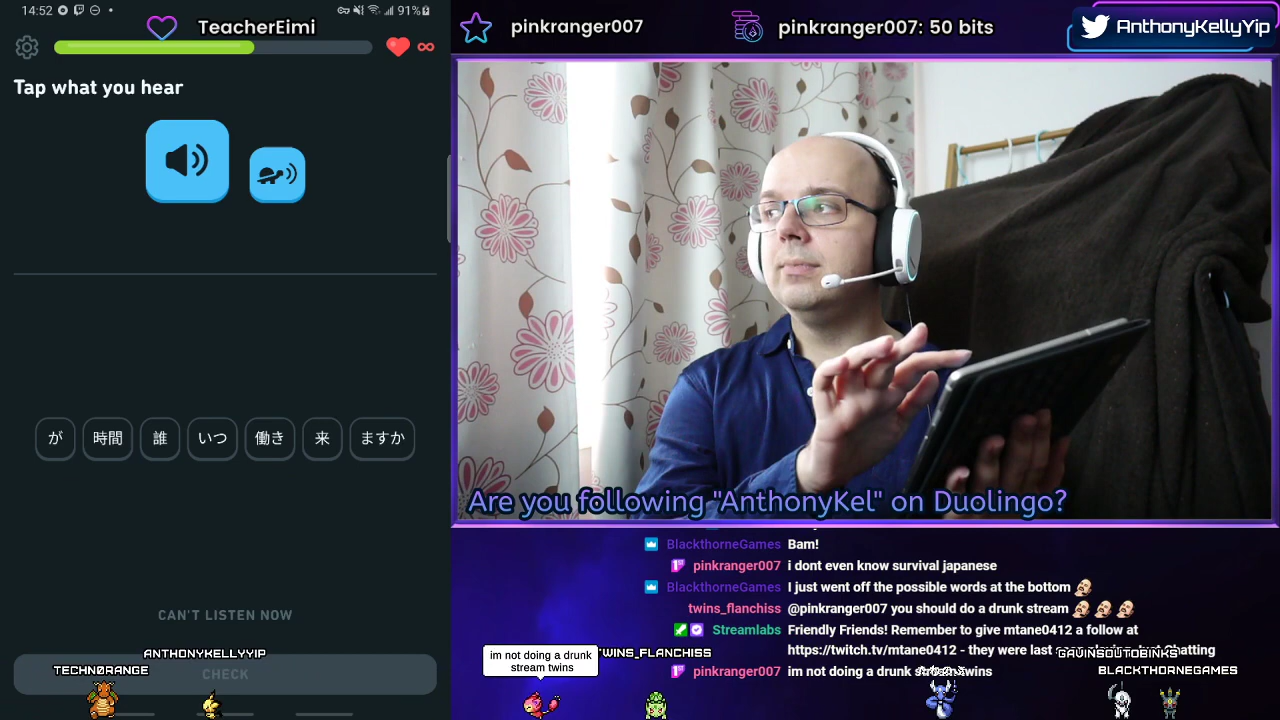 14:52
91%
TeacherEimi
pinkranger007
pinkranger007: 50 bits
AnthonyKellyYip
∞
Tap what you hear
が 時間 誰 いつ 働き 来 ますか
CAN'T LISTEN NOW
CHECK
ANTHONYKELLYYIP
TECHN0RANGE
Are you following "AnthonyKel" on Duolingo?
BlackthorneGames Bam!
pinkranger007 i dont even know survival japanese
BlackthorneGames I just went off the possible words at the bottom
twins_flanchiss @pinkranger007 you should do a drunk stream
Streamlabs Friendly Friends! Remember to give mtane0412 a follow at
https://twitch.tv/mtane0412 - they were last
pinkranger007 im not doing a drunk stream twins
im not doing a drunk
stream twins
TWINS_FLANCHISS
BLACKTHORNEGAMES